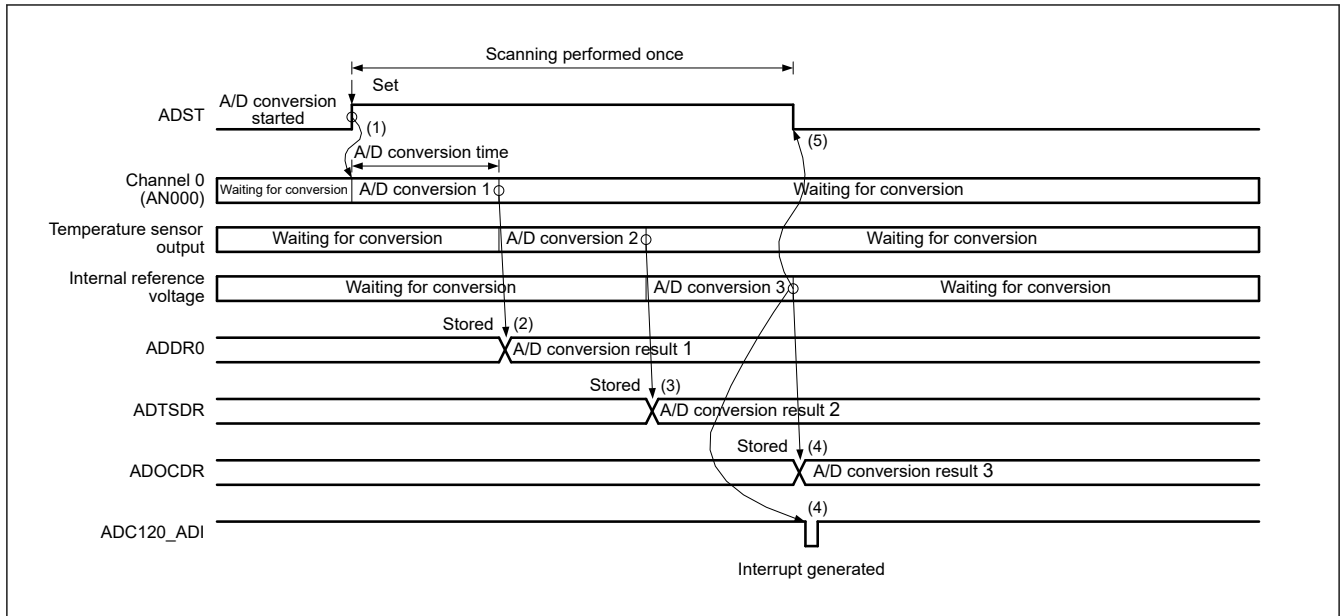 Scanning performed once
Set
ADST
A/D conversion
started
(1)
(5)
A/D conversion time
Channel 0
(AN000)
Waiting for conversion
A/D conversion 1
Waiting for conversion
Temperature sensor
output
Waiting for conversion
A/D conversion 2
Waiting for conversion
Internal reference
voltage
Waiting for conversion
A/D conversion 3
Waiting for conversion
Stored
(2)
ADDR0
A/D conversion result 1
Stored
(3)
ADTSDR
A/D conversion result 2
Stored
(4)
ADOCDR
A/D conversion result 3
(4)
ADC120_ADI
Interrupt generated